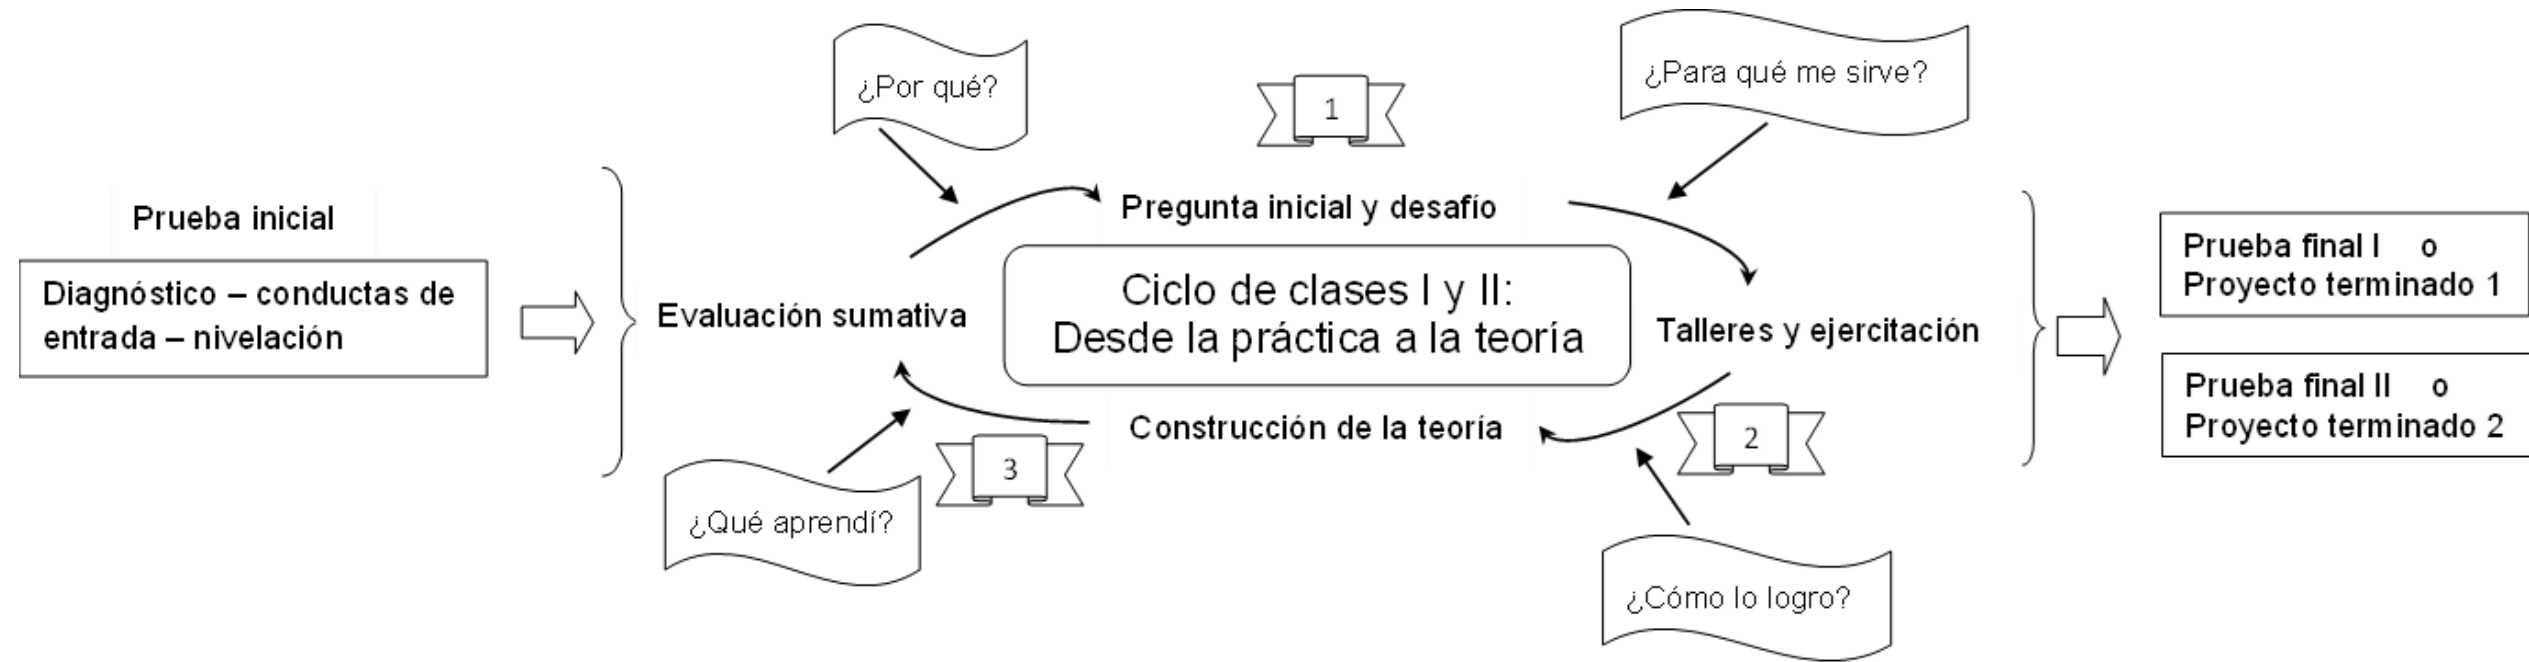 Prueba inicial
Diagnóstico – conductas de
entrada – nivelación
¿Por qué?
1
¿Para qué me sirve?
Pregunta inicial y desafío
Evaluación sumativa
Ciclo de clases I y II:
Desde la práctica a la teoría
Talleres y ejercitación
Construcción de la teoría
2
3
¿Qué aprendí?
¿Cómo lo logro?
Prueba final I o
Proyecto terminado 1
Prueba final II o
Proyecto terminado 2